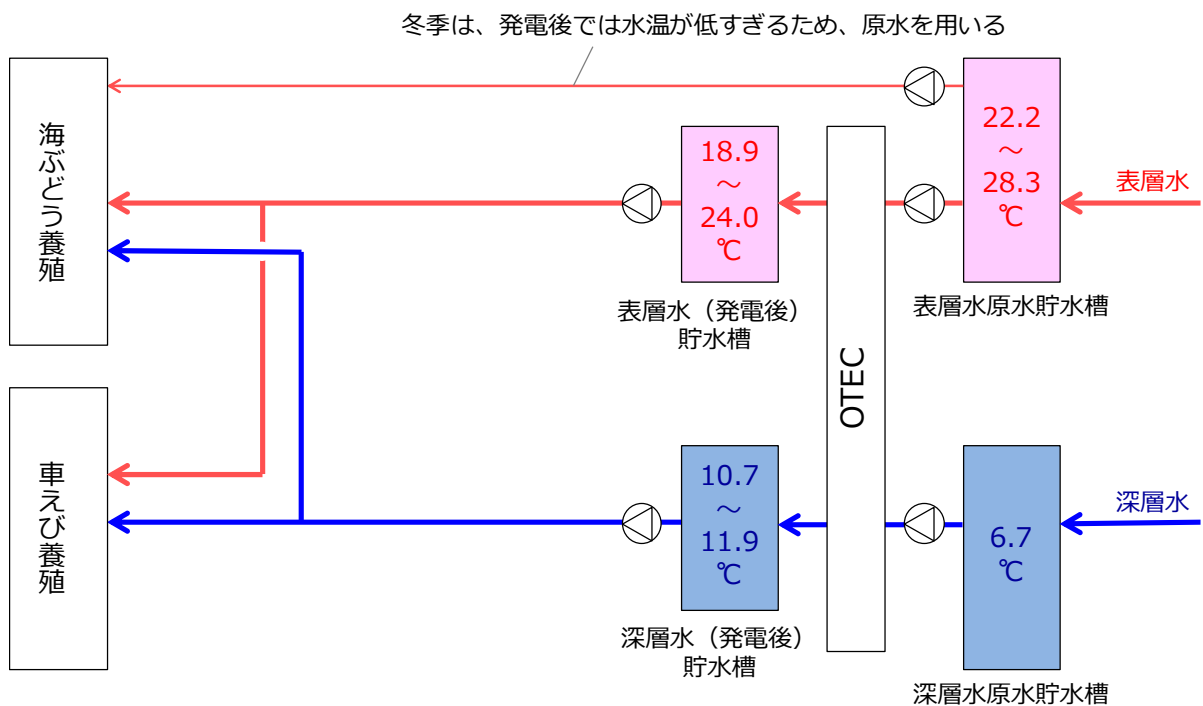 冬季は、発電後では水温が低すぎるため、原水を用いる
海ぶどう養殖
22.2
～
28.3
℃
表層水
18.9
～
24.0
℃
表層水（発電後）
貯水槽
表層水原水貯水槽
OTEC
車えび養殖
10.7
～
11.9
℃
深層水
6.7
℃
深層水（発電後）
貯水槽
深層水原水貯水槽